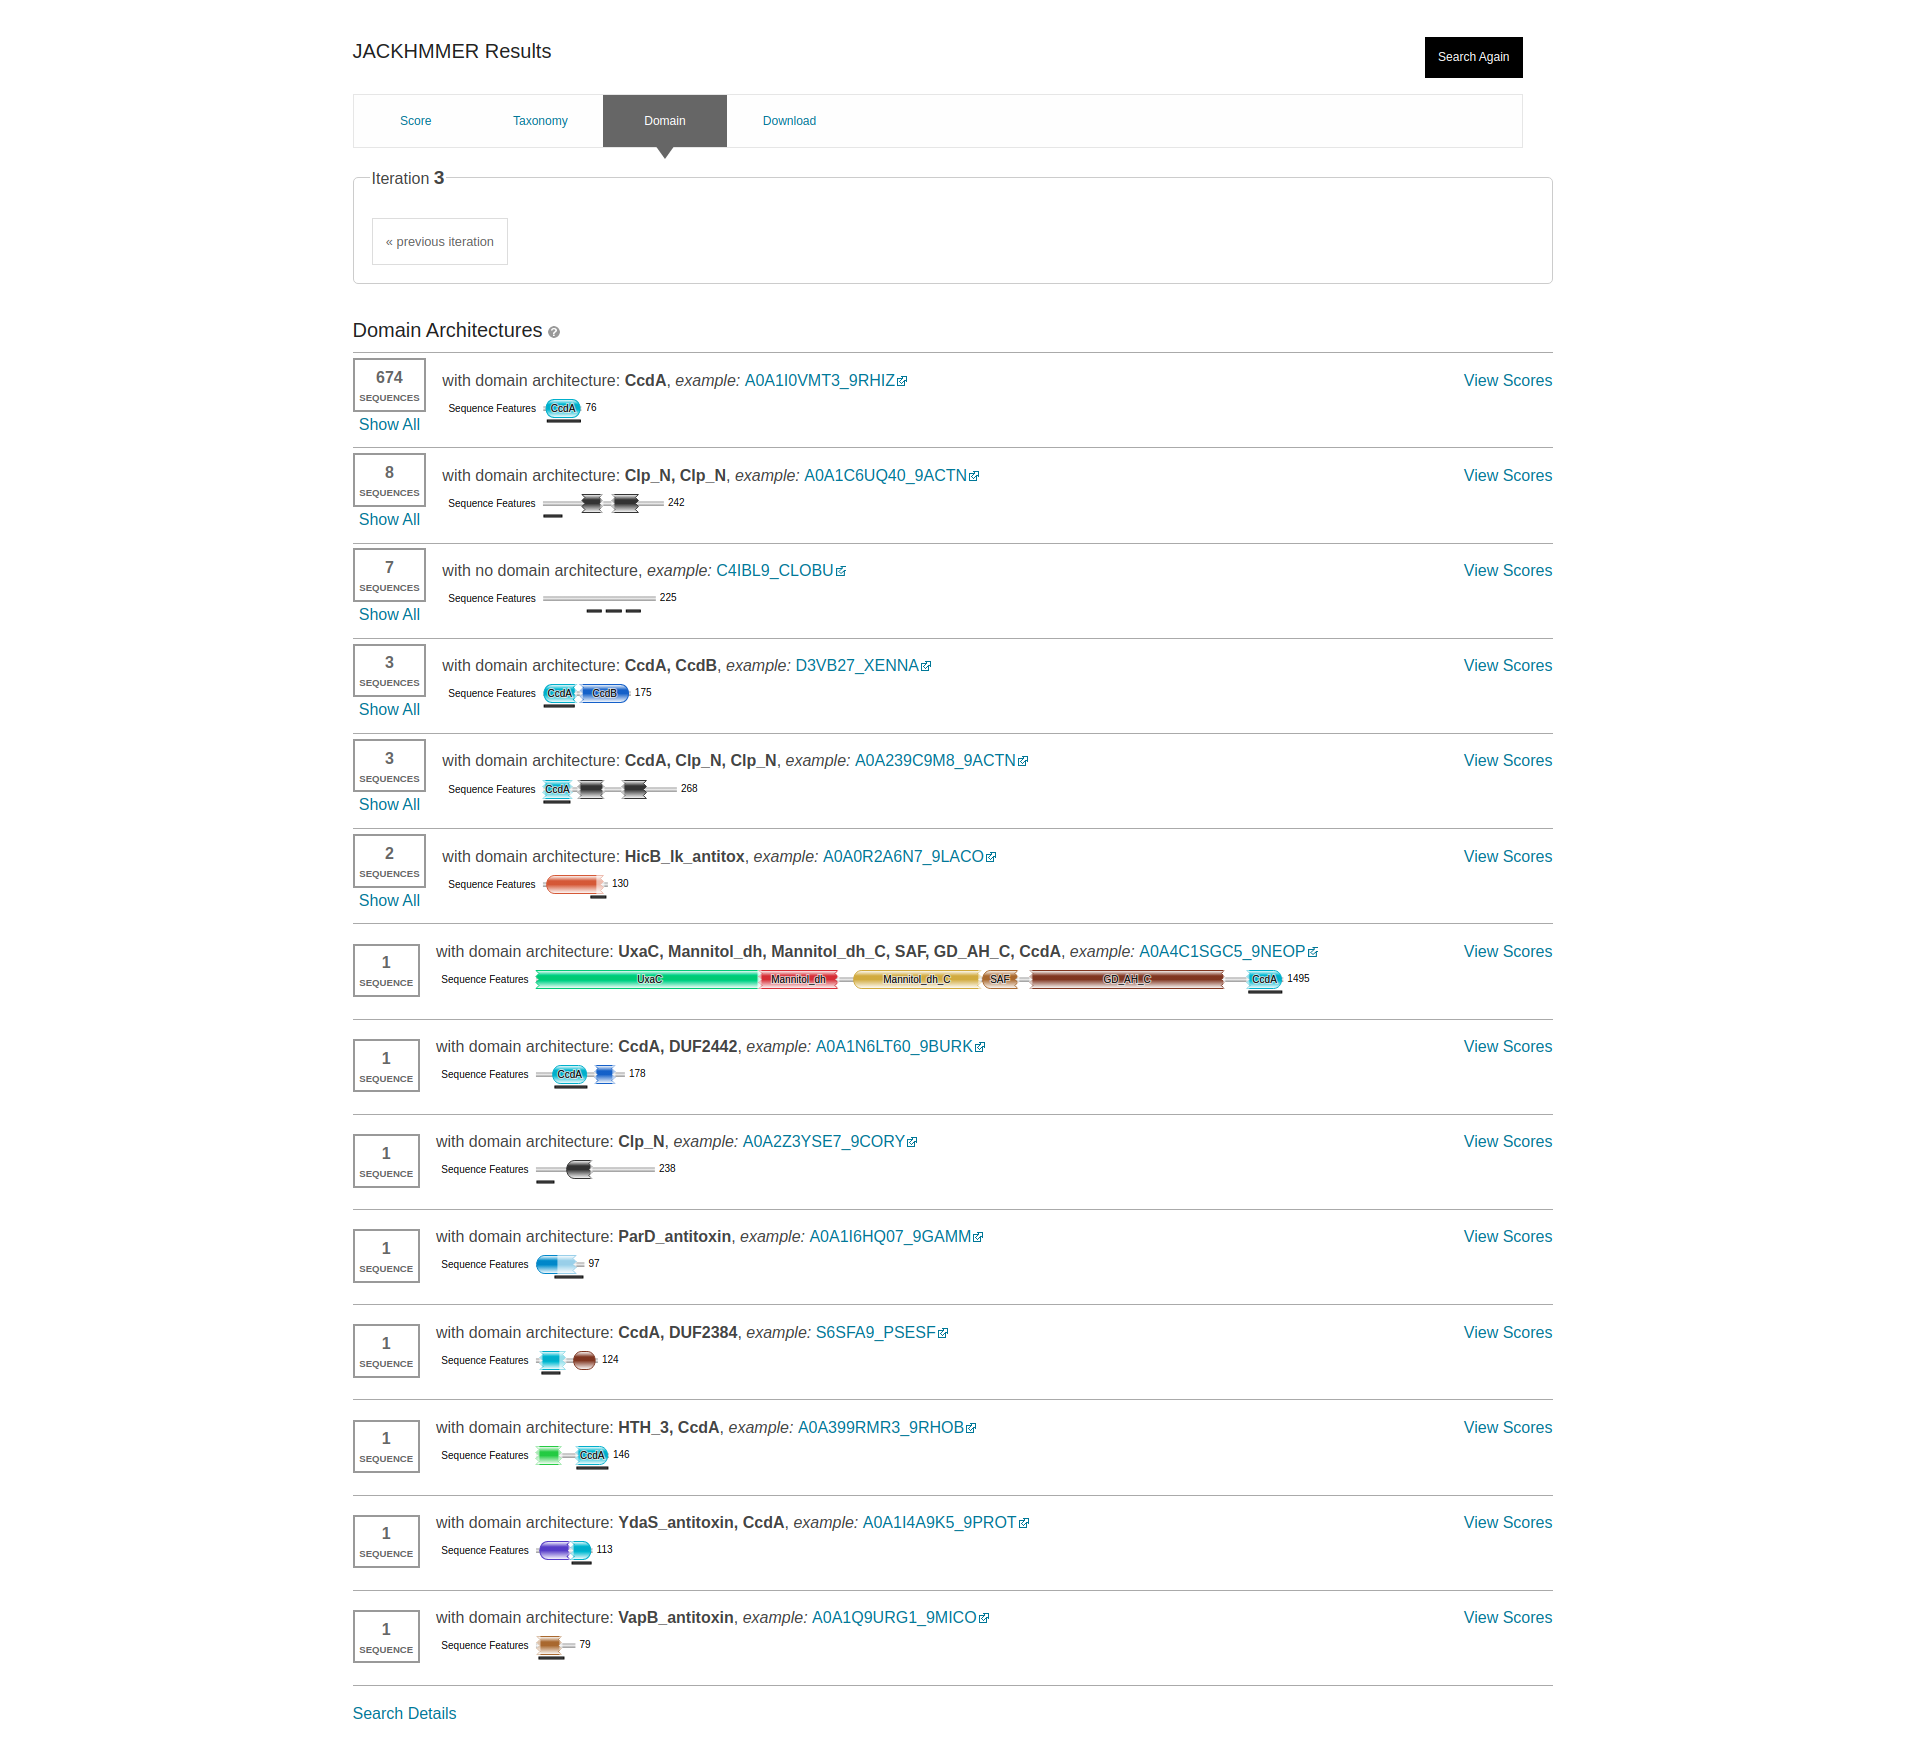 JACKHMMER Results
Search Again
Score Taxonomy Domain Download
Iteration 3
« previous iteration
Domain Architectures ?
674 SEQUENCES
with domain architecture: CcdA, example: A0A1I0VMT3_9RHIZ View Scores
Sequence Features CcdA 76
Show All
8 SEQUENCES
with domain architecture: Clp_N, Clp_N, example: A0A1C6UQ40_9ACTN View Scores
Sequence Features 242
Show All
7 SEQUENCES
with no domain architecture, example: C4IBL9_CLOBU View Scores
Sequence Features 225
Show All
3 SEQUENCES
with domain architecture: CcdA, CcdB, example: D3VB27_XENNA View Scores
Sequence Features CcdA CcdB 175
Show All
3 SEQUENCES
with domain architecture: CcdA, Clp_N, Clp_N, example: A0A239C9M8_9ACTN View Scores
Sequence Features CcdA 268
Show All
2 SEQUENCES
with domain architecture: HicB_lk_antitox, example: A0A0R2A6N7_9LACO View Scores
Sequence Features 130
Show All
1 SEQUENCE
with domain architecture: UxaC, Mannitol_dh, Mannitol_dh_C, SAF, GD_AH_C, CcdA, example: A0A4C1SGC5_9NEOP View Scores
Sequence Features UxaC Mannitol_dh Mannitol_dh_C SAF GD_AH_C CcdA 1495
1 SEQUENCE
with domain architecture: CcdA, DUF2442, example: A0A1N6LT60_9BURK View Scores
Sequence Features CcdA 178
1 SEQUENCE
with domain architecture: Clp_N, example: A0A2Z3YSE7_9CORY View Scores
Sequence Features 238
1 SEQUENCE
with domain architecture: ParD_antitoxin, example: A0A1I6HQ07_9GAMM View Scores
Sequence Features 97
1 SEQUENCE
with domain architecture: CcdA, DUF2384, example: S6SFA9_PSESF View Scores
Sequence Features 124
1 SEQUENCE
with domain architecture: HTH_3, CcdA, example: A0A399RMR3_9RHOB View Scores
Sequence Features CcdA 146
1 SEQUENCE
with domain architecture: YdaS_antitoxin, CcdA, example: A0A1I4A9K5_9PROT View Scores
Sequence Features 113
1 SEQUENCE
with domain architecture: VapB_antitoxin, example: A0A1Q9URG1_9MICO View Scores
Sequence Features 79
Search Details